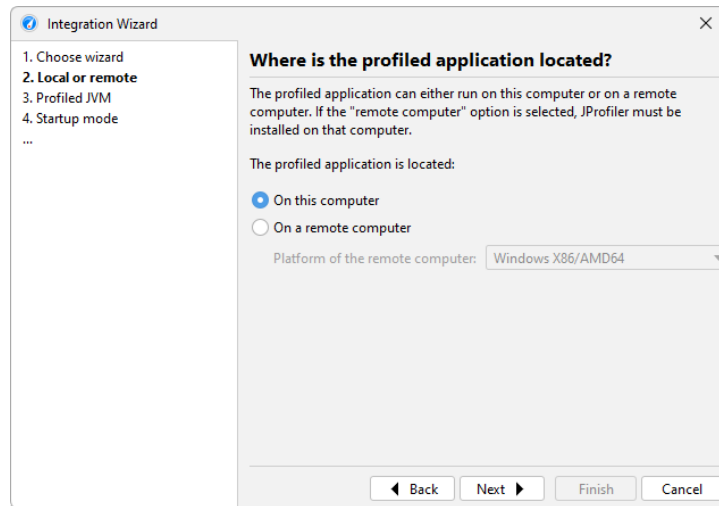 Integration Wizard
1. Choose wizard
2. Local or remote
3. Profiled JVM
4. Startup mode
...
Where is the profiled application located?
The profiled application can either run on this computer or on a remote
computer. If the "remote computer" option is selected, JProfiler must be
installed on that computer.
The profiled application is located:
On this computer
On a remote computer
Platform of the remote computer: Windows X86/AMD64
Back Next Finish Cancel